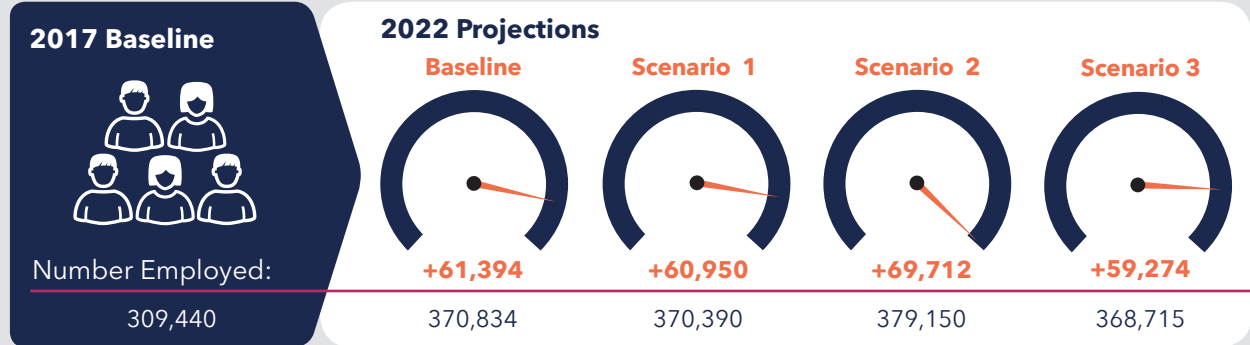 2017 Baseline
2022 Projections
Baseline
Scenario 1
Scenario 2
Scenario 3
Number Employed:
+61,394
+60,950
+69,712
+59,274
309,440
370,834
370,390
379,150
368,715